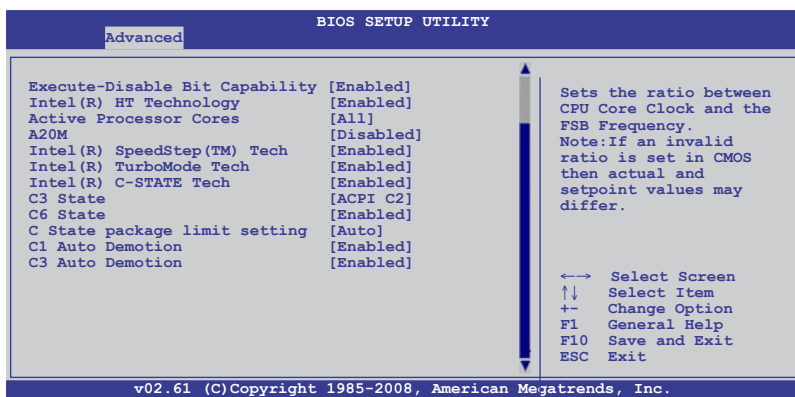 BIOS SETUP UTILITY
Advanced
Execute-Disable Bit Capability [Enabled]
Intel(R) HT Technology [Enabled]
Active Processor Cores [All]
A20M [Disabled]
Intel(R) SpeedStep(TM) Tech [Enabled]
Intel(R) TurboMode Tech [Enabled]
Intel(R) C-STATE Tech [Enabled]
C3 State [ACPI C2]
C6 State [Enabled]
C State package limit setting [Auto]
C1 Auto Demotion [Enabled]
C3 Auto Demotion [Enabled]
Sets the ratio between
CPU Core Clock and the
FSB Frequency.
Note:If an invalid
ratio is set in CMOS
then actual and
setpoint values may
differ.
←→ Select Screen
↑↓ Select Item
+- Change Option
F1 General Help
F10 Save and Exit
ESC Exit
v02.61 (C)Copyright 1985-2008, American Megatrends, Inc.